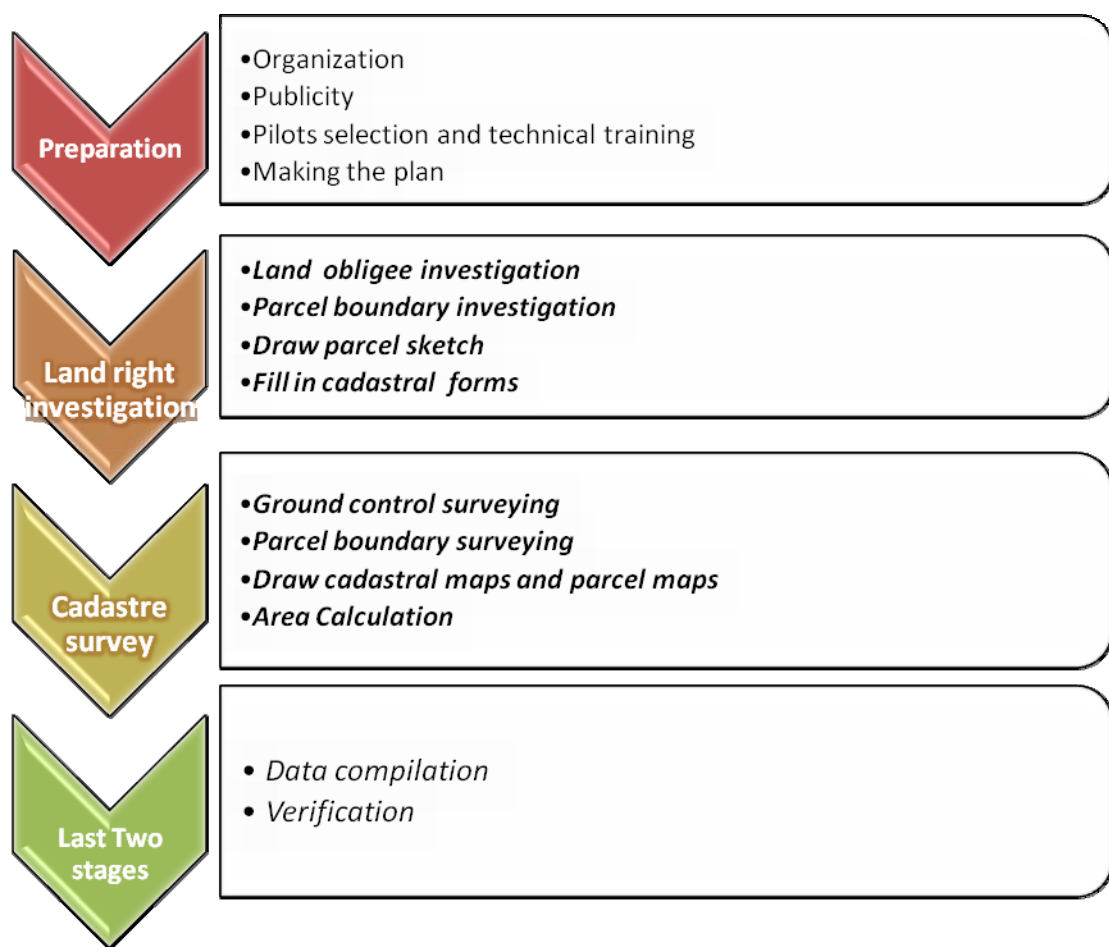 Preparation
•Organization
•Publicity
•Pilots selection and technical training
•Making the plan
Land right
investigation
•Land obligee investigation
•Parcel boundary investigation
•Draw parcel sketch
•Fill in cadastral forms
Cadastre
survey
•Ground control surveying
•Parcel boundary surveying
•Draw cadastral maps and parcel maps
•Area Calculation
Last Two
stages
• Data compilation
• Verification